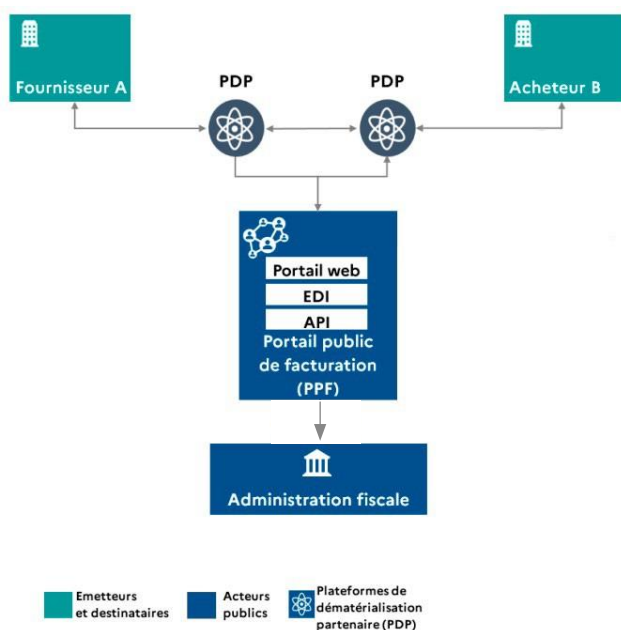 Fournisseur A
PDP
PDP
Acheteur B
Portail web
EDI
API
Portail public
de facturation
(PPF)
Administration fiscale
Emetteurs
et destinataires
Acteurs
publics
Plateformes de
dématérialisation
partenaire (PDP)